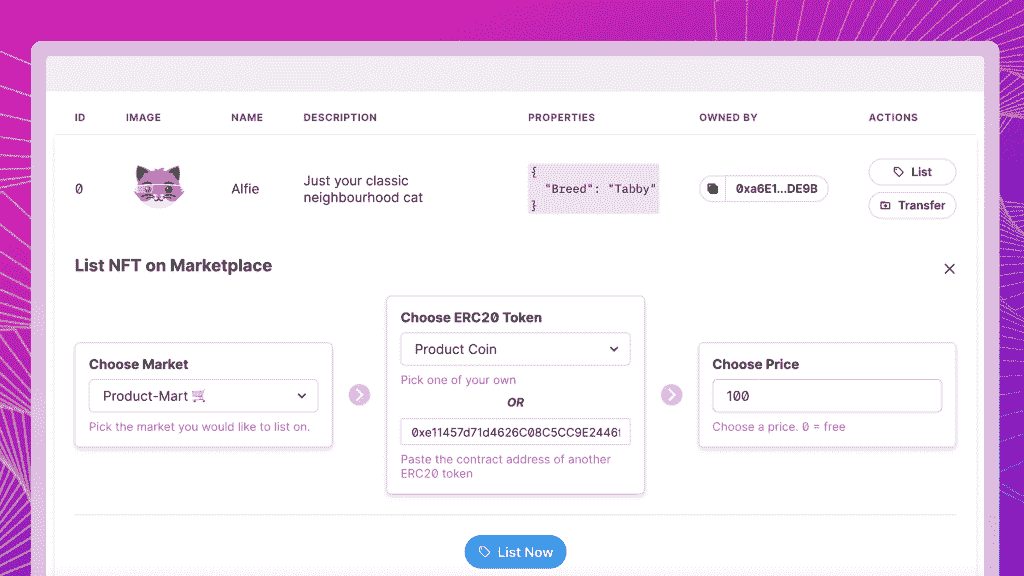 ID IMAGE NAME DESCRIPTION PROPERTIES OWNED BY ACTIONS
0 Alfie Just your classic
neighbourhood cat
{
"Breed": "Tabby"
}
0xa6E1...DE9B
List
Transfer
List NFT on Marketplace
Choose Market
Product-Mart
Pick the market you would like to list on.
Choose ERC20 Token
Product Coin
Pick one of your own
OR
0xe11457d71d4626C08C5CC9E2446
Paste the contract address of another
ERC20 token
Choose Price
100
Choose a price. 0 = free
List Now